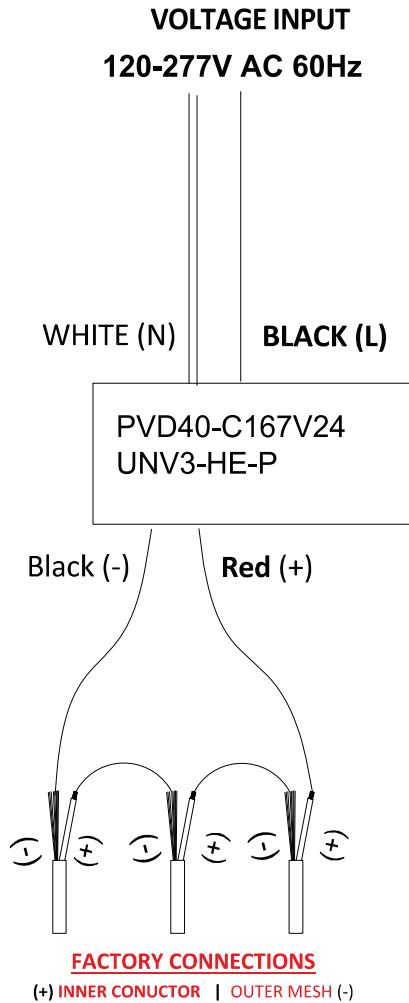 VOLTAGE INPUT
120-277V AC 60Hz
WHITE (N) BLACK (L)
PVD40-C167V24
UNV3-HE-P
Black (-) Red (+)
(-) (+) (-) (+) (-) (+)
FACTORY CONNECTIONS
(+) INNER CONUCTOR | OUTER MESH (-)